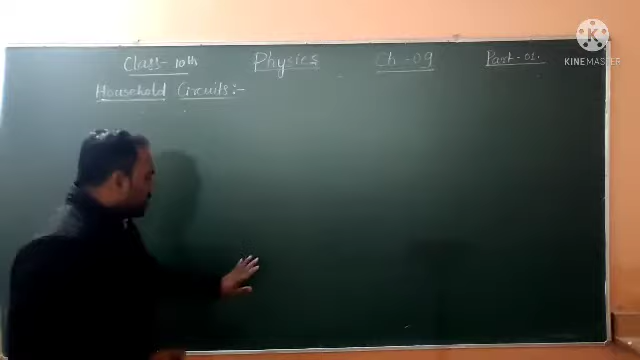 Class - 10th Physics Ch - 09 Part - 01.
Household Circuits :-
KINEMASTER